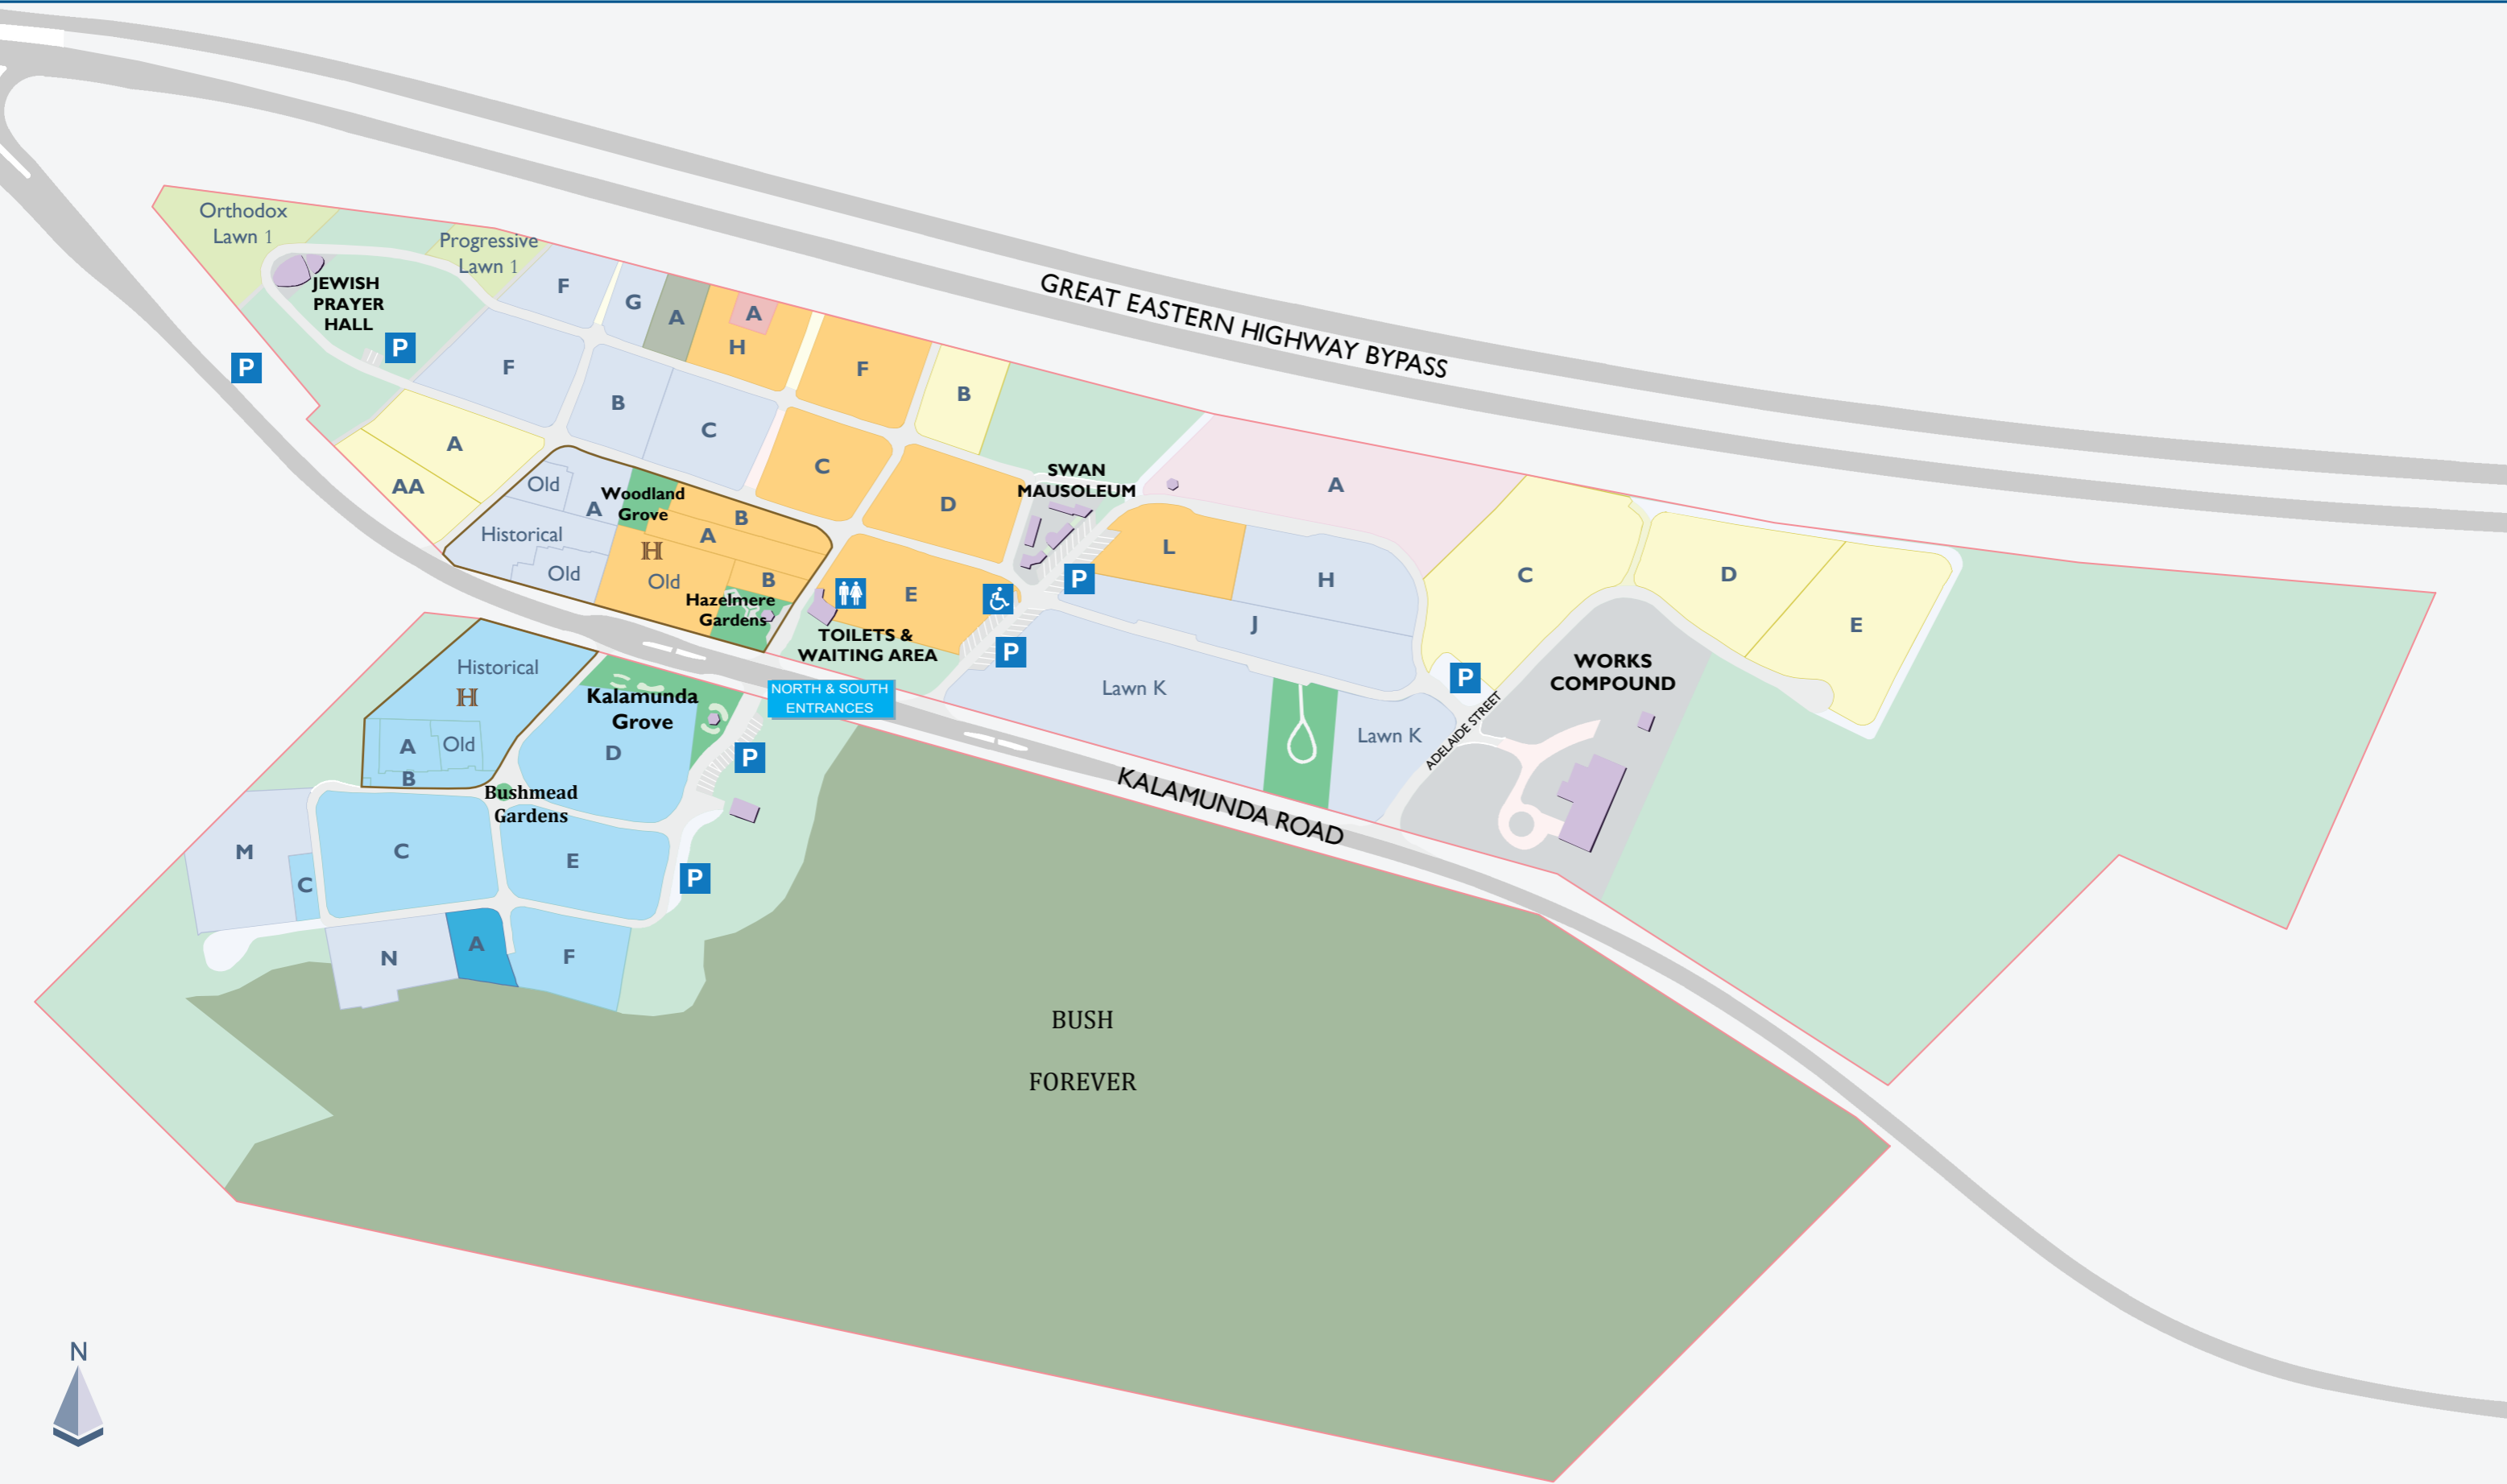 Orthodox
Lawn 1
Progressive
Lawn 1
JEWISH
PRAYER
HALL
P
P
F
G
A
A
H
F
B
F
B
C
C
D
A
AA
Old
A
Woodland
Grove
Historical
Old
B
A
H
Old
B
Hazelmere
Gardens
E
TOILETS &
WAITING AREA
SWAN
MAUSOLEUM
P
P
GREAT EASTERN HIGHWAY BYPASS
A
L
H
J
Lawn K
Lawn K
C
D
E
P
ADELAIDE STREET
WORKS
COMPOUND
NORTH & SOUTH
ENTRANCES
KALAMUNDA ROAD
Historical
H
A
Old
B
Kalamunda
Grove
D
P
Bushmead
Gardens
M
C
C
E
P
N
A
F
BUSH
FOREVER
N